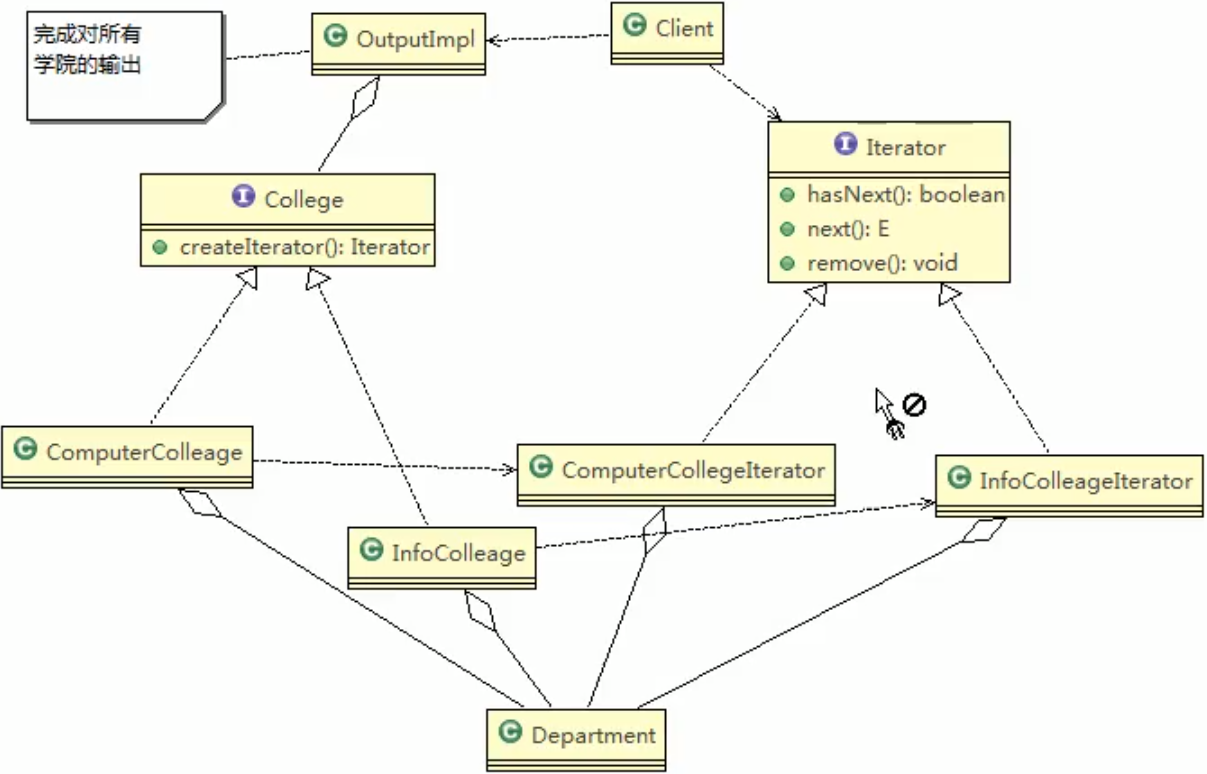 完成对所有
学院的输出
OutputImpl
Client
Iterator
hasNext(): boolean
next(): E
remove(): void
College
createIterator(): Iterator
ComputerColleage
ComputerCollegeIterator
InfoColleageIterator
InfoColleage
Department